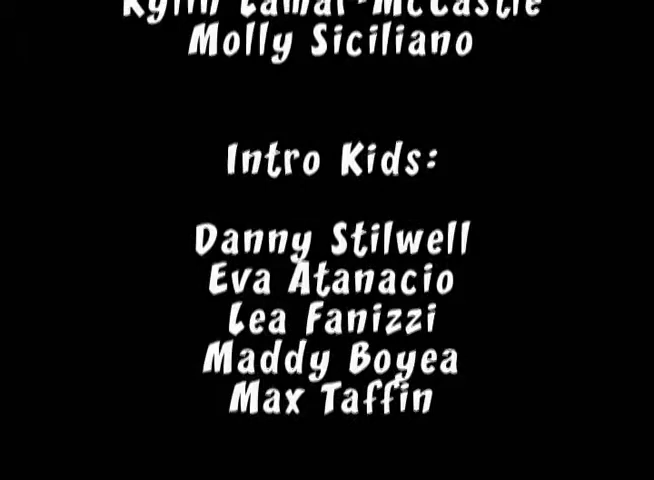 Molly Siciliano
Intro Kids:
Danny Stilwell
Eva Atanacio
Lea Fanizzi
Maddy Boyea
Max Taffin